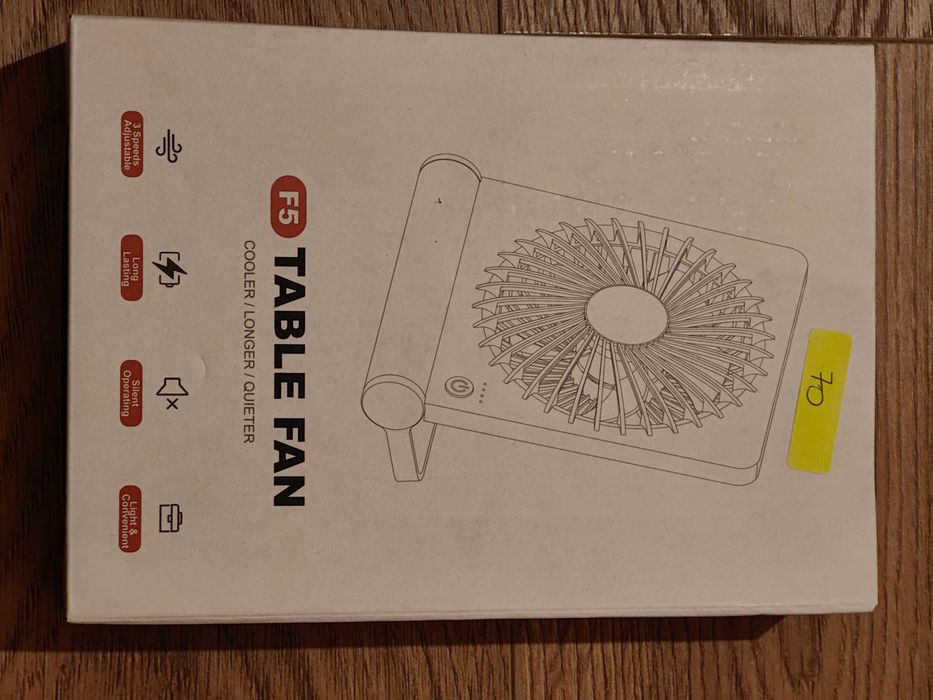 70
F5 TABLE FAN
COOLER / LONGER / QUIETER
3 Speeds
Adjustable
Long
Lasting
Silent
Operating
Light &
Convenient